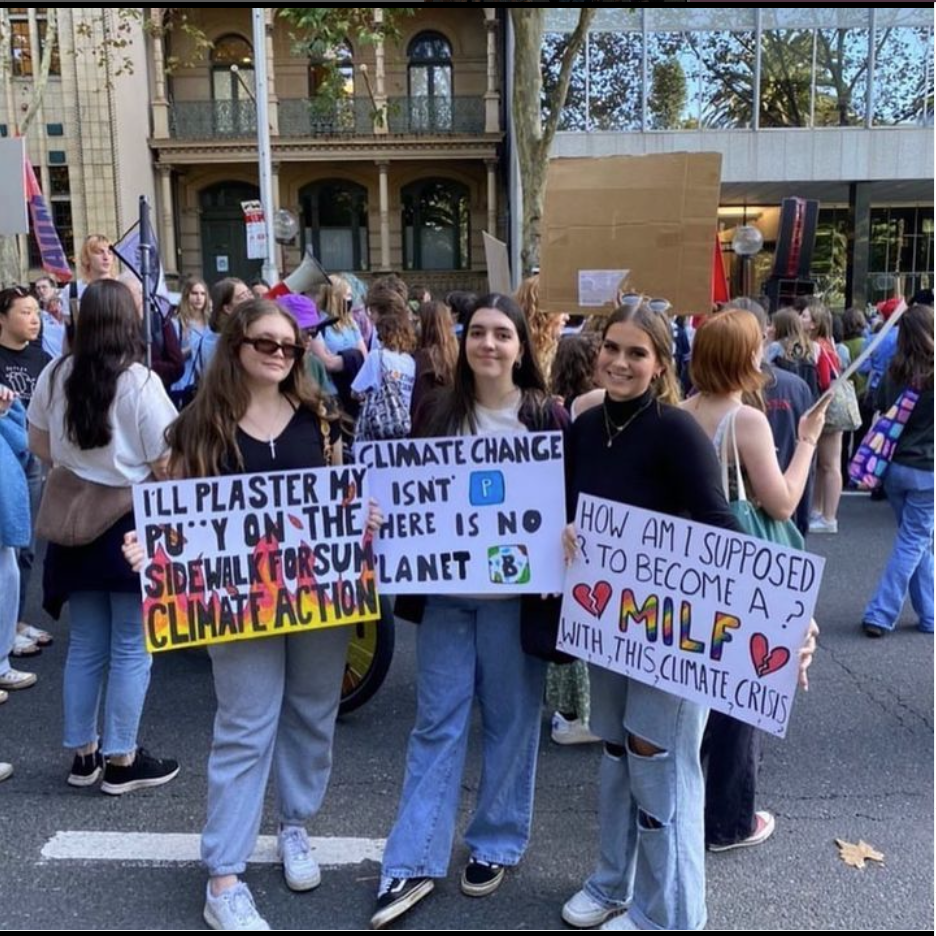 I'LL PLASTER MY
PU"Y ON THE
SIDEWALK FOR SUM
CLIMATE ACTION
CLIMATE CHANGE
ISN'T P
HERE IS NO
LANET B
HOW AM I SUPPOSED
? TO BECOME A ?
MILF
WITH THIS CLIMATE CRISIS